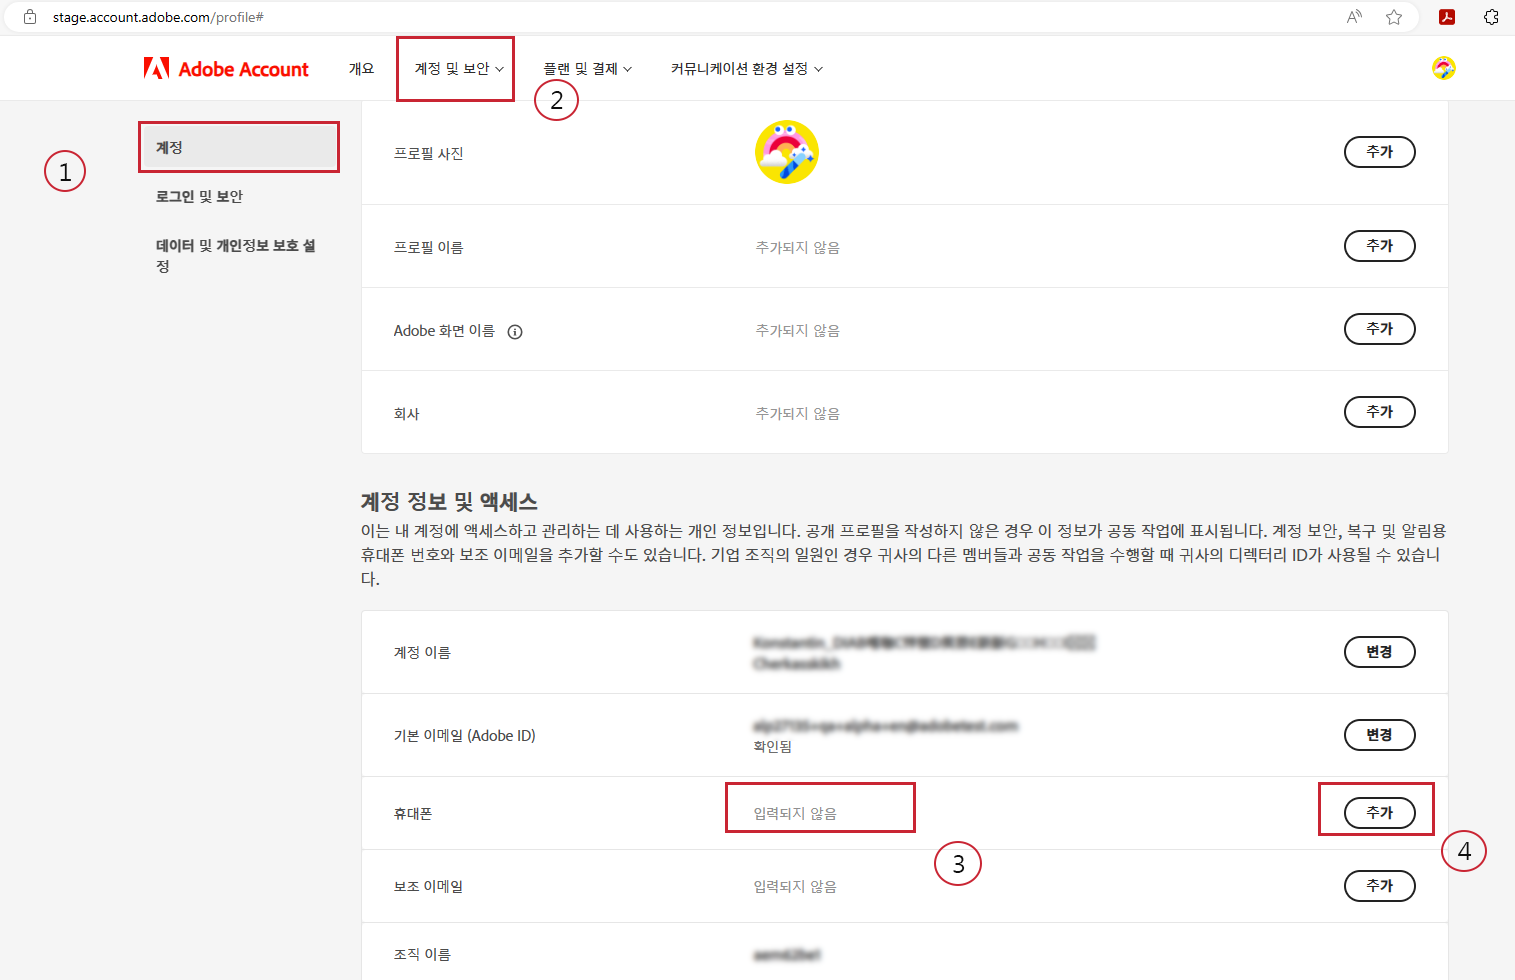 stage.account.adobe.com/profile#
Adobe Account
개요
계정 및 보안
플랜 및 결제
커뮤니케이션 환경 설정
2
1
계정
로그인 및 보안
데이터 및 개인정보 보호 설
정
프로필 사진
추가
프로필 이름
추가되지 않음
추가
Adobe 화면 이름
추가되지 않음
추가
회사
추가되지 않음
추가
계정 정보 및 액세스
이는 내 계정에 액세스하고 관리하는 데 사용하는 개인 정보입니다. 공개 프로필을 작성하지 않은 경우 이 정보가 공동 작업에 표시됩니다. 계정 보안, 복구 및 알림용
휴대폰 번호와 보조 이메일을 추가할 수도 있습니다. 기업 조직의 일원인 경우 귀사의 다른 멤버들과 공동 작업을 수행할 때 귀사의 디렉터리 ID가 사용될 수 있습니
다.
계정 이름
변경
기본 이메일 (Adobe ID)
확인됨
변경
휴대폰
입력되지 않음
추가
3
4
보조 이메일
입력되지 않음
추가
조직 이름